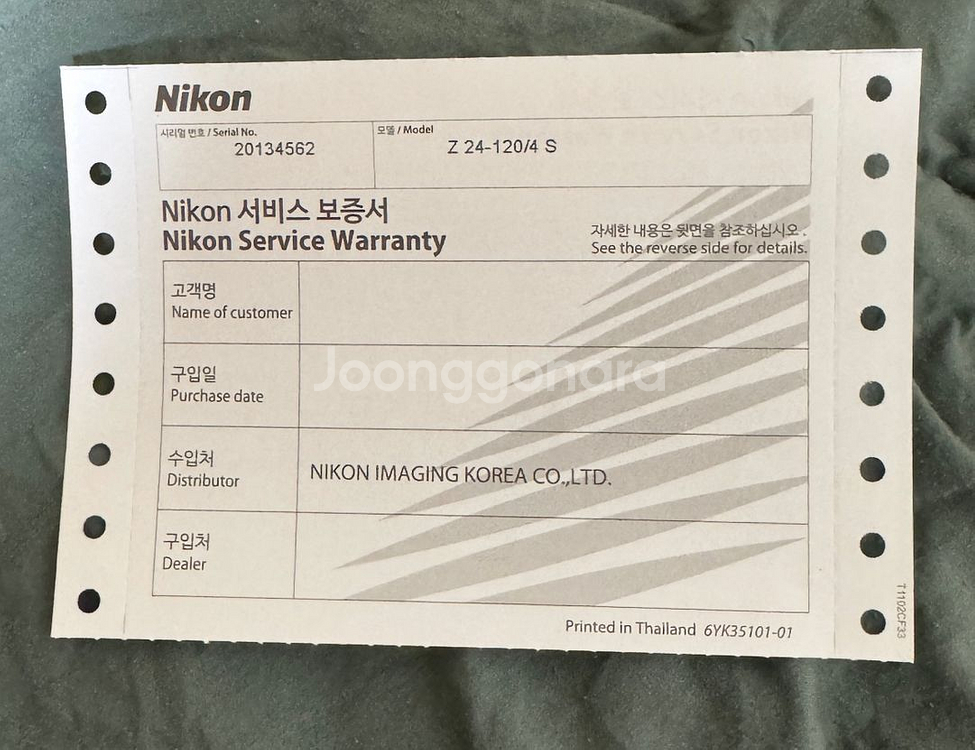 Nikon
시리얼 번호 / Serial No.
20134562
모델 / Model
Z 24-120/4 S
Nikon 서비스 보증서
Nikon Service Warranty
자세한 내용은 뒷면을 참조하십시오 .
See the reverse side for details.
고객명
Name of customer
구입일
Purchase date
Joonggonara
수입처
Distributor
NIKON IMAGING KOREA CO.,LTD.
구입처
Dealer
Printed in Thailand 6YK35101-01
T1102CF33